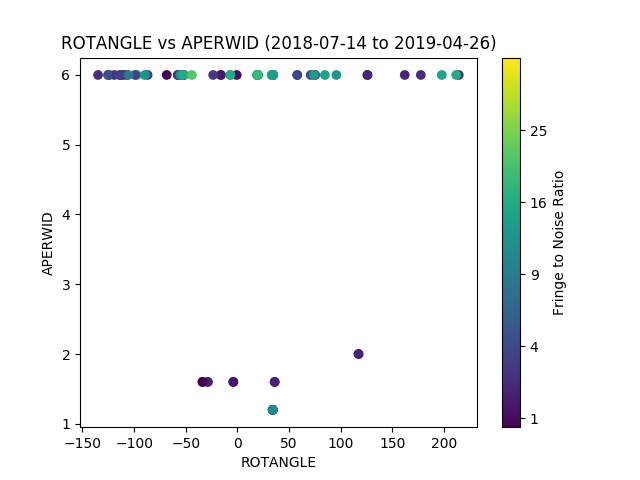 ROTANGLE vs APERWID (2018-07-14 to 2019-04-26)
6
5
4
3
2
1
APERWID
−150 −100 −50 0 50 100 150 200
ROTANGLE
25
16
9
4
1
Fringe to Noise Ratio